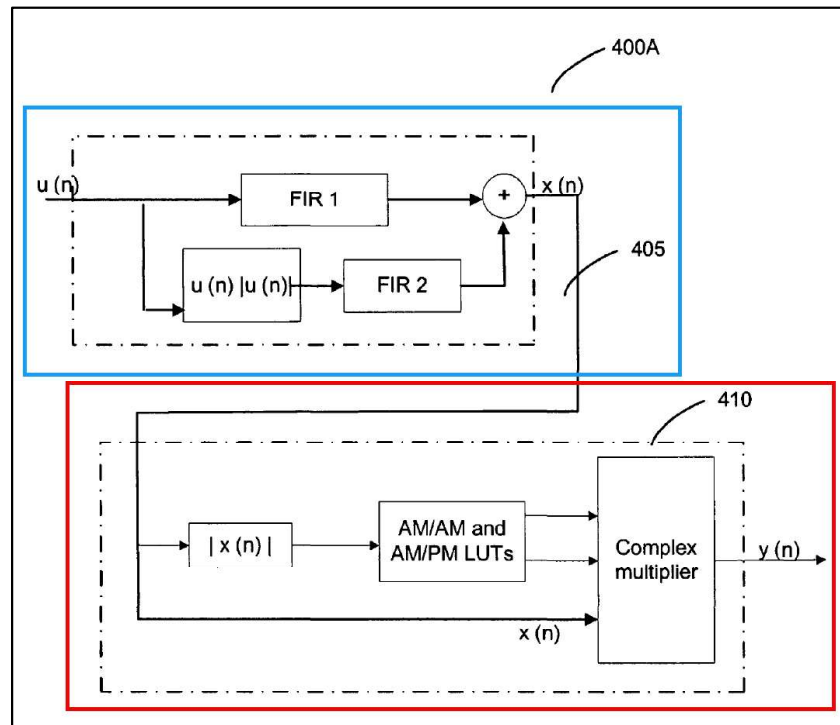 400A
u (n)
FIR 1
+
x (n)
405
u (n) |u (n)|
FIR 2
410
| x (n) |
AM/AM and
AM/PM LUTs
Complex
multiplier
y (n)
x (n)